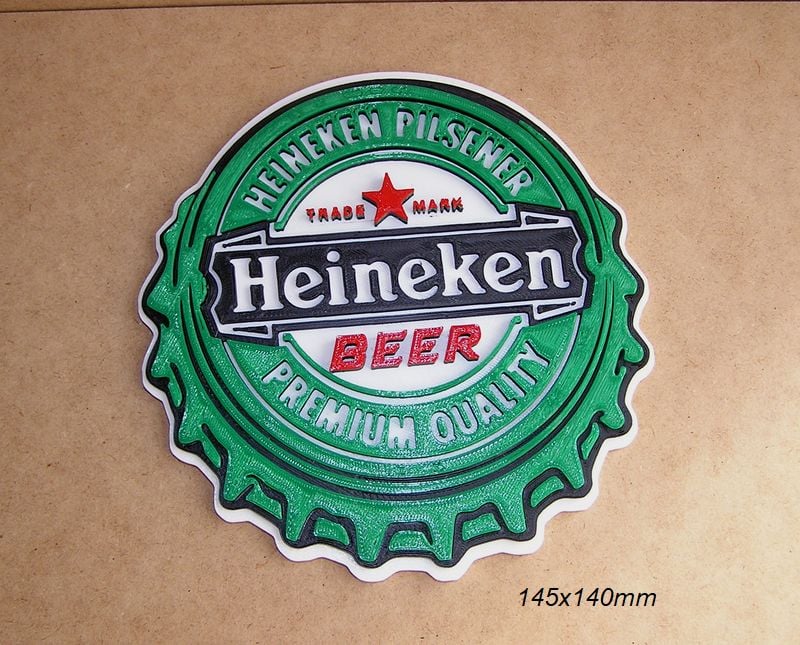 HEINEKEN PILSENER
TRADE MARK
Heineken
BEER
PREMIUM QUALITY
145x140mm